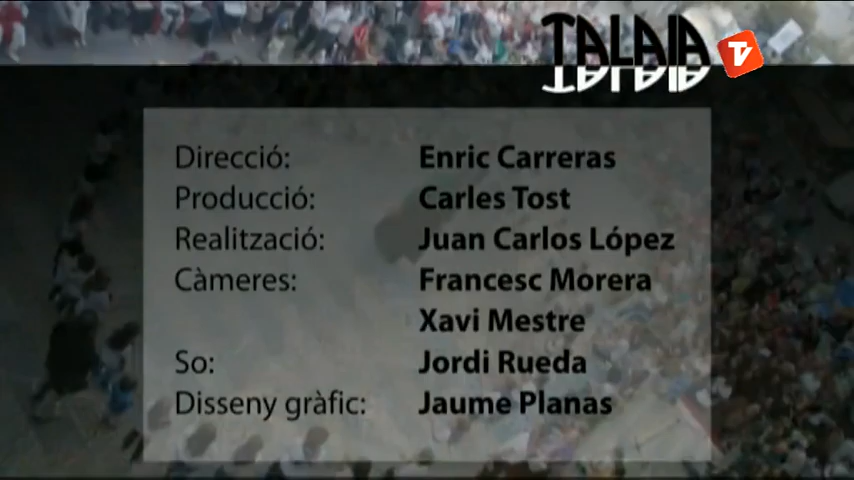 TALAIA TV
Direcció: Enric Carreras
Producció: Carles Tost
Realització: Juan Carlos López
Càmeres: Francesc Morera
Xavi Mestre
So: Jordi Rueda
Disseny gràfic: Jaume Planas